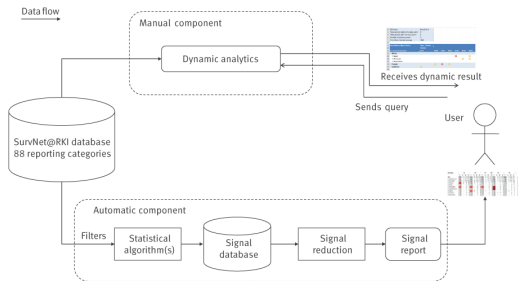 Data flow
Manual component
Dynamic analytics
Receives dynamic result
Sends query
User
SurvNet@RKI database
88 reporting categories
Automatic component
Filters
Statistical
algorithm(s)
Signal
database
Signal
reduction
Signal
report